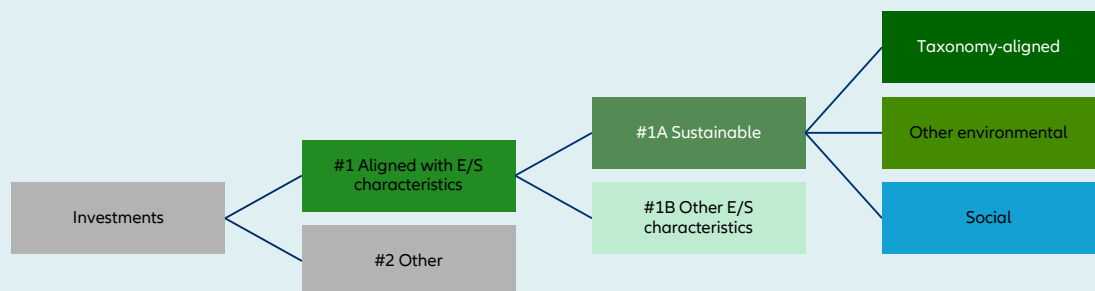 Investments
#1 Aligned with E/S
characteristics
#2 Other
#1A Sustainable
#1B Other E/S
characteristics
Taxonomy-aligned
Other environmental
Social